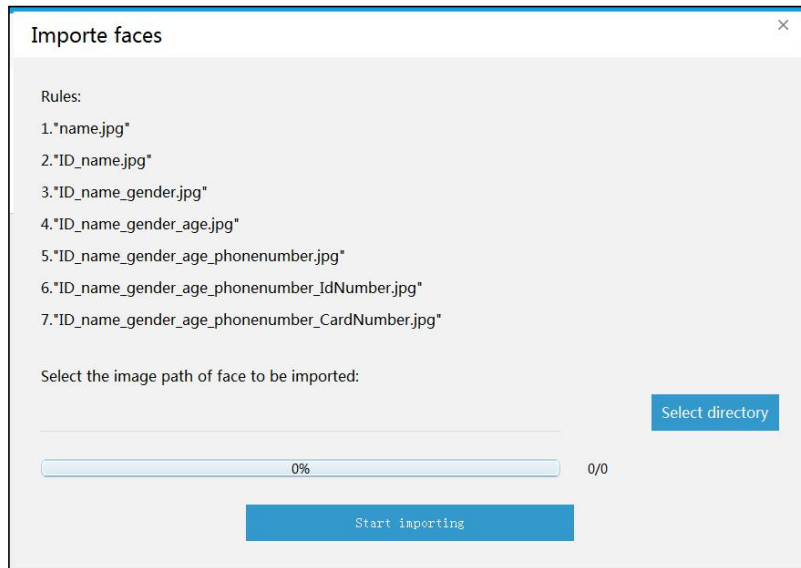 Importe faces
×
Rules:
1."name.jpg"
2."ID_name.jpg"
3."ID_name_gender.jpg"
4."ID_name_gender_age.jpg"
5."ID_name_gender_age_phonenumber.jpg"
6."ID_name_gender_age_phonenumber_IdNumber.jpg"
7."ID_name_gender_age_phonenumber_CardNumber.jpg"
Select the image path of face to be imported:
Select directory
0% 0/0
Start importing